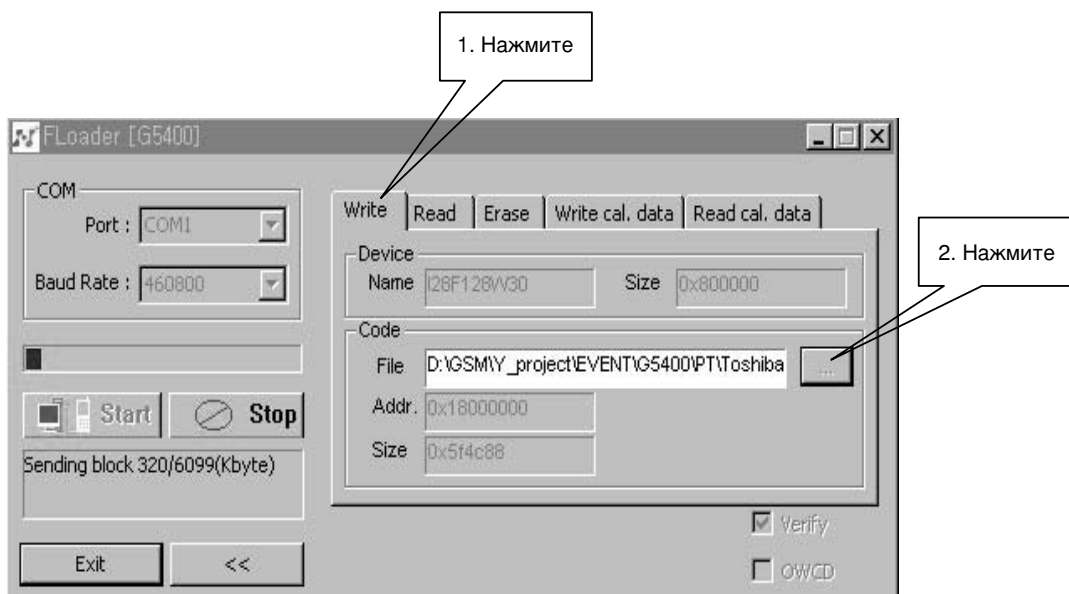 1. Нажмите
FLoader [G5400]
COM
Port : COM1
Baud Rate : 460800
Start
Stop
Sending block 320/6099(Kbyte)
Exit
<<
Write Read Erase Write cal. data Read cal. data
Device
Name I28F128W30 Size 0x800000
Code
File D:\GSM\Y_project\EVENT\G5400\PT\Toshiba ...
Addr. 0x18000000
Size 0x5f4c88
Verify
OWCD
2. Нажмите